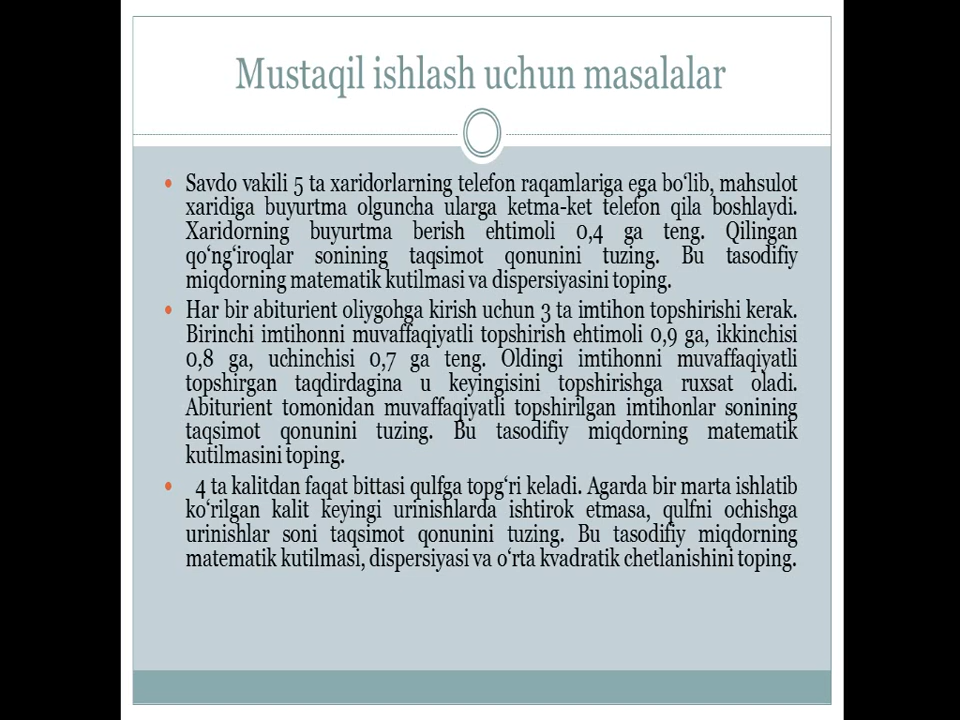 Mustaqil ishlash uchun masalalar
• Savdo vakili 5 ta xaridorlarning telefon raqamlariga ega bo‘lib, mahsulot
xaridiga buyurtma olguncha ularga ketma-ket telefon qila boshlaydi.
Xaridorning buyurtma berish ehtimoli 0,4 ga teng. Qilingan
qo‘ng‘iroqlar sonining taqsimot qonunini tuzing. Bu tasodifiy
miqdorning matematik kutilmasi va dispersiyasini toping.
• Har bir abiturient oliygohga kirish uchun 3 ta imtihon topshirishi kerak.
Birinchi imtihonni muvaffaqiyatli topshirish ehtimoli 0,9 ga, ikkinchisi
0,8 ga, uchinchisi 0,7 ga teng. Oldingi imtihonni muvaffaqiyatli
topshirgan taqdirdagina u keyingisini topshirishga ruxsat oladi.
Abiturient tomonidan muvaffaqiyatli topshirilgan imtihonlar sonining
taqsimot qonunini tuzing. Bu tasodifiy miqdorning matematik
kutilmasini toping.
• 4 ta kalitdan faqat bittasi qulfga topg‘ri keladi. Agarda bir marta ishlatib
ko‘rilgan kalit keyingi urinishlarda ishtirok etmasa, qulfni ochishga
urinishlar soni taqsimot qonunini tuzing. Bu tasodifiy miqdorning
matematik kutilmasi, dispersiyasi va o‘rta kvadratik chetlanishini toping.